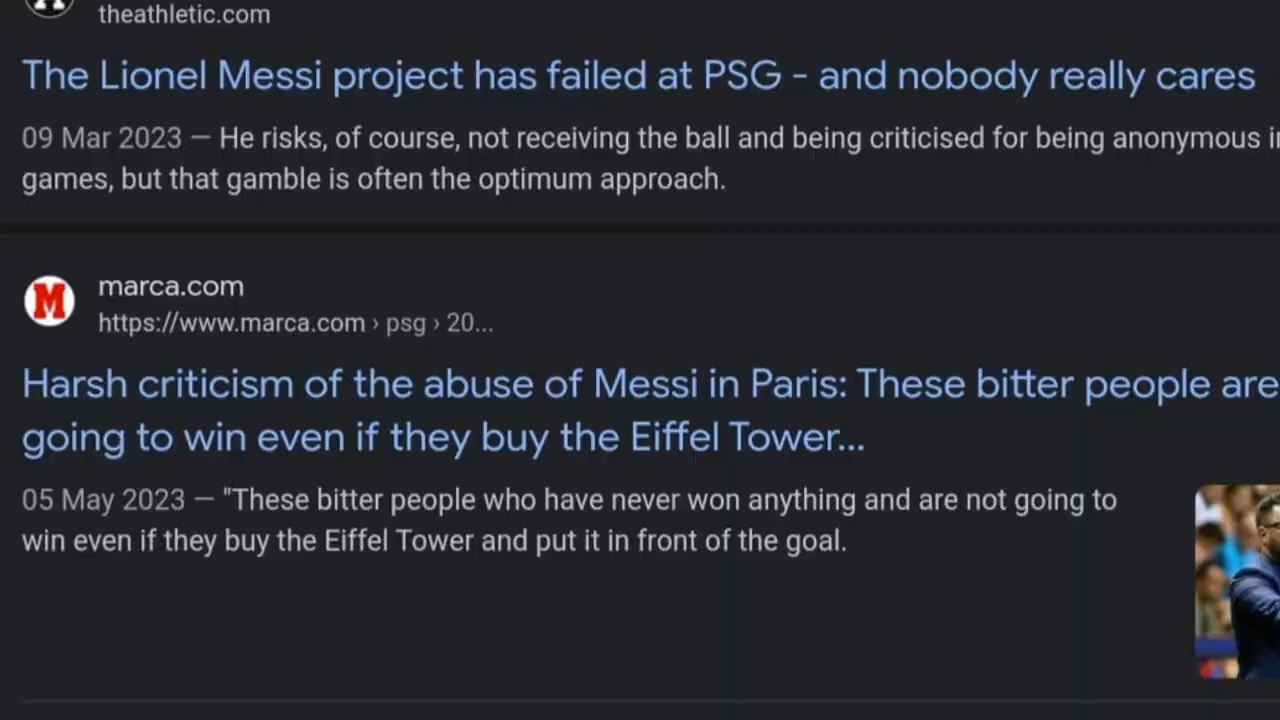 theathletic.com
The Lionel Messi project has failed at PSG - and nobody really cares
09 Mar 2023 — He risks, of course, not receiving the ball and being criticised for being anonymous
games, but that gamble is often the optimum approach.
M marca.com
https://www.marca.com › psg › 20...
Harsh criticism of the abuse of Messi in Paris: These bitter people are
going to win even if they buy the Eiffel Tower...
05 May 2023 — "These bitter people who have never won anything and are not going to
win even if they buy the Eiffel Tower and put it in front of the goal.